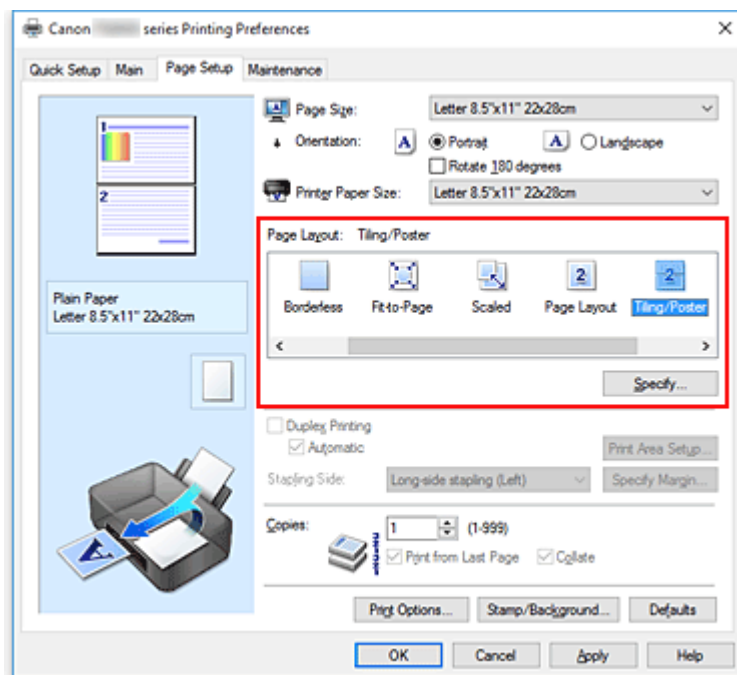 Canon series Printing Preferences
Quick Setup Main Page Setup Maintenance
1
2
Plain Paper
Letter 8.5"x11" 22x28cm
Page Size: Letter 8.5"x11" 22x28cm
Orientation: A Portrait A Landscape
Rotate 180 degrees
Printer Paper Size: Letter 8.5"x11" 22x28cm
Page Layout: Tiling/Poster
2 2
Borderless Fit-to-Page Scaled Page Layout Tiling/Poster
Specify...
Duplex Printing
Automatic Print Area Setup...
Stapling Side: Long-side stapling (Left) Specify Margin...
Copies: 1 (1-999)
Print from Last Page Collate
Print Options... Stamp/Background... Defaults
OK Cancel Apply Help